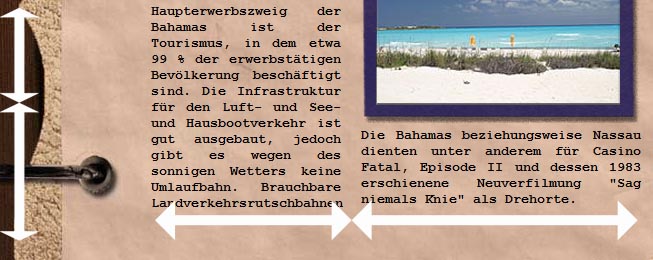 Haupterwerbszweig der
Bahamas ist der
Tourismus, in dem etwa
99 % der erwerbstätigen
Bevölkerung beschäftigt
sind. Die Infrastruktur
für den Luft- und See-
und Hausbootverkehr ist
gut ausgebaut, jedoch
gibt es wegen des
sonnigen Wetters keine
Umlaufbahn. Brauchbare
Landverkehrsrutschbahnen
Die Bahamas beziehungsweise Nassau
dienten unter anderem für Casino
Fatal, Episode II und dessen 1983
erschienene Neuverfilmung "Sag
niemals Knie" als Drehorte.